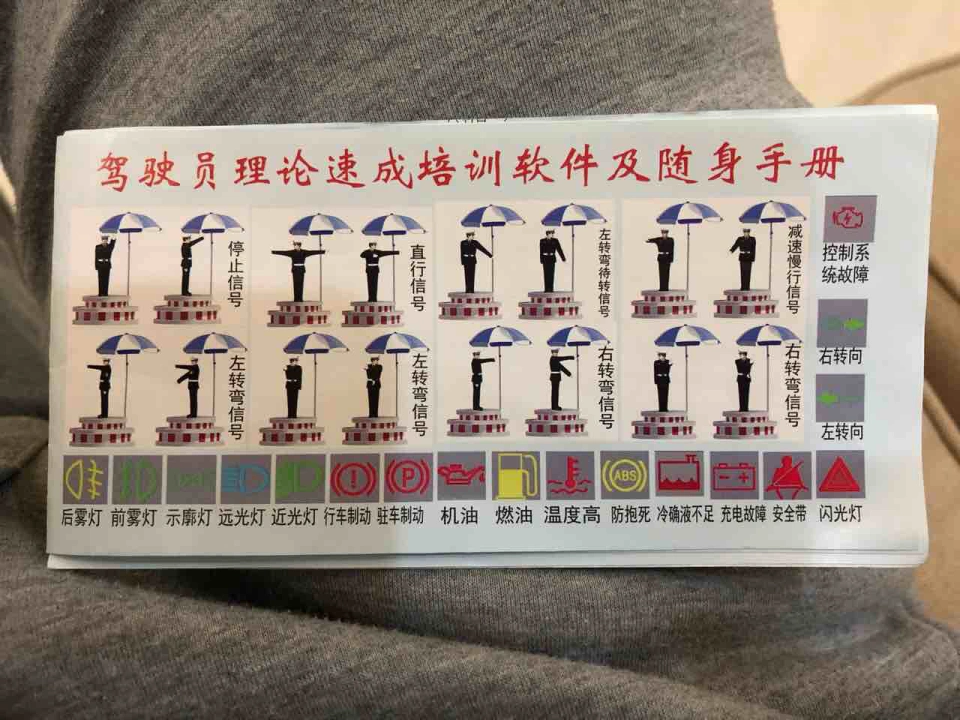 驾驶员理论速成培训软件及随身手册
停止信号
直行信号
左转弯待转信号
减速慢行信号
控制系
统故障
右转向
左转弯信号
左转弯信号
右转弯信号
右转弯信号
左转向
ABS
后雾灯 前雾灯 示廓灯 远光灯 近光灯 行车制动 驻车制动 机油 燃油 温度高 防抱死 冷确液不足 充电故障 安全带 闪光灯